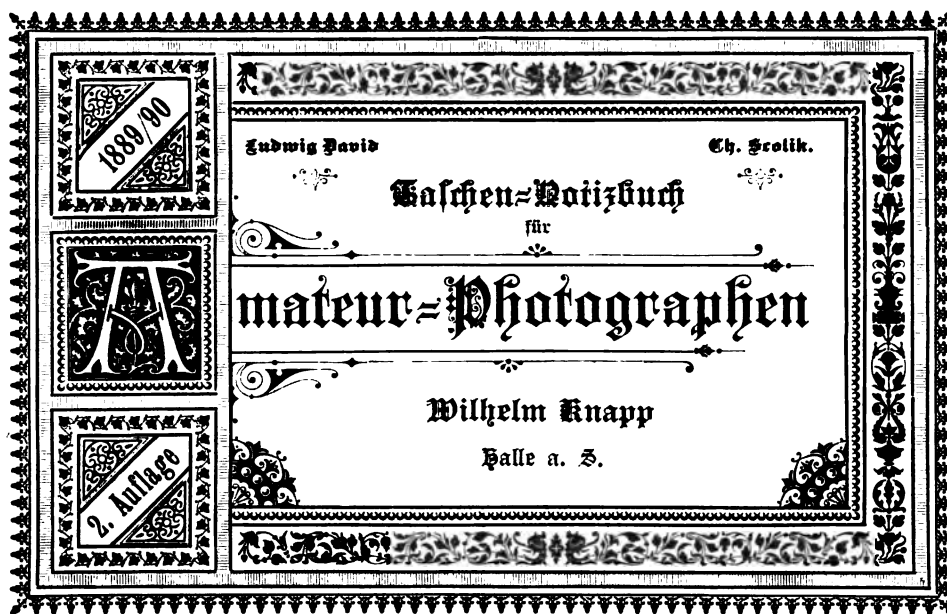 1889/90
Ludwig David Ch. Scolik.
Taschen=Notizbuch
für
Amateur=Photographen
Wilhelm Knapp
Halle a. S.
2. Auflage